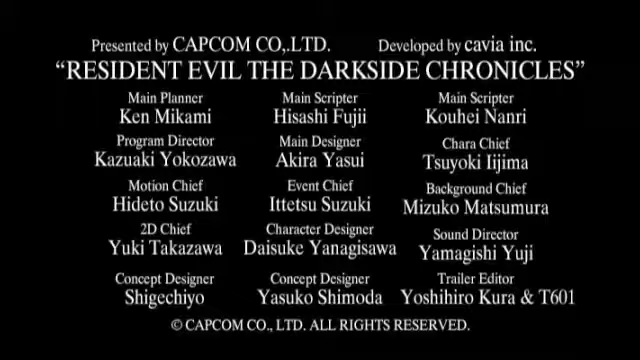 Presented by CAPCOM CO,.LTD. Developed by cavia inc.
“RESIDENT EVIL THE DARKSIDE CHRONICLES”
Main Planner Main Scripter Main Scripter
Ken Mikami Hisashi Fujii Kouhei Nanri
Program Director Main Designer Chara Chief
Kazuaki Yokozawa Akira Yasui Tsuyoki Iijima
Motion Chief Event Chief Background Chief
Hideto Suzuki Ittetsu Suzuki Mizuko Matsumura
2D Chief Character Designer Sound Director
Yuki Takazawa Daisuke Yanagisawa Yamagishi Yuji
Concept Designer Concept Designer Trailer Editor
Shigechiyo Yasuko Shimoda Yoshihiro Kura & T601
© CAPCOM CO., LTD. ALL RIGHTS RESERVED.